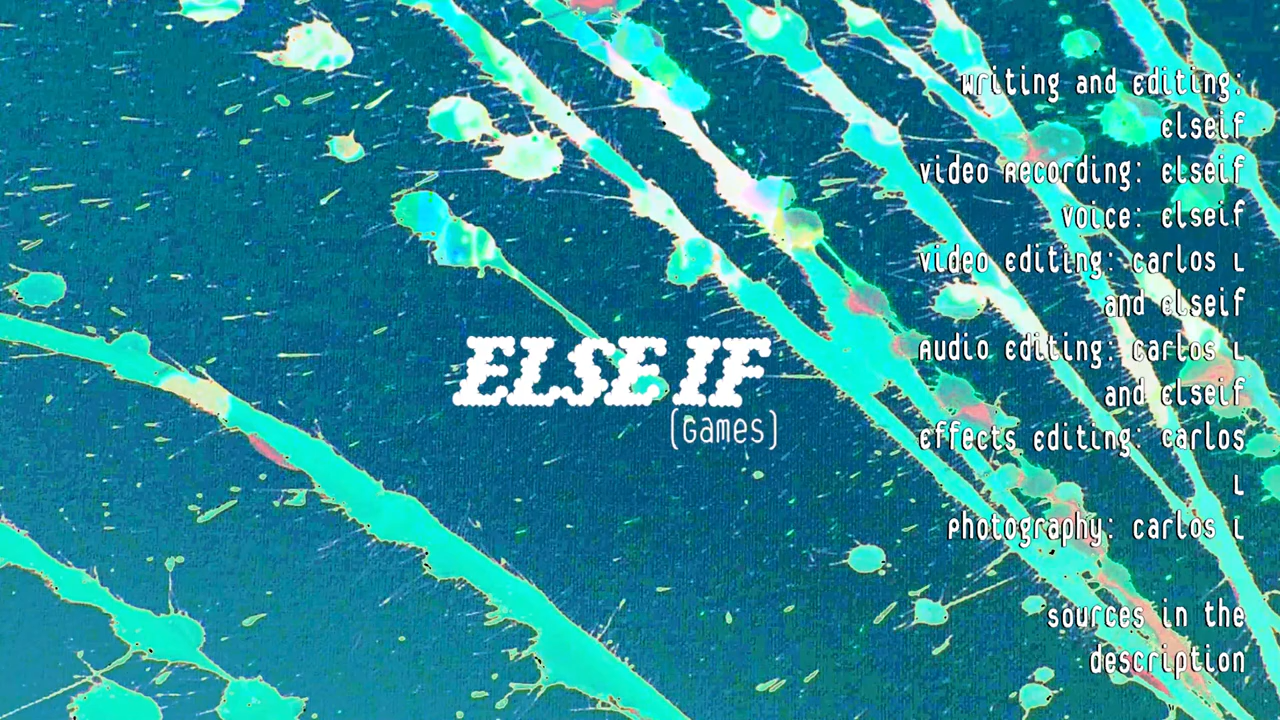 ELSE IF
(Games)
writing and editing:
elseif
video recording: elseif
voice: elseif
video editing: carlos L
and elseif
Audio editing: carlos L
and elseif
effects editing: carlos
L
Photography: carlos L
sources in the
description